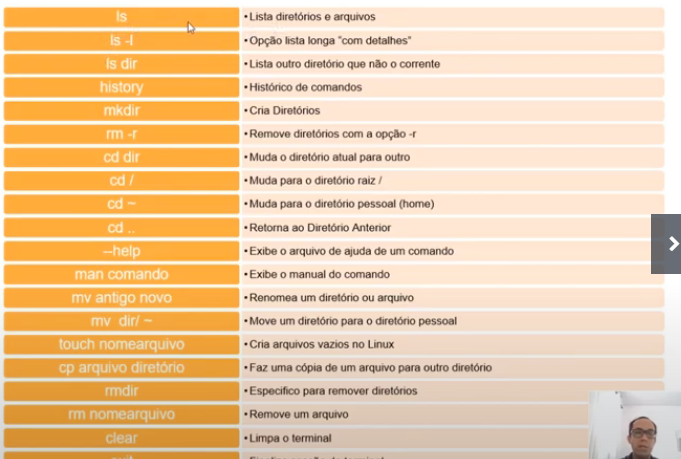 ls • Lista diretórios e arquivos
ls -l • Opção lista longa "com detalhes"
ls dir • Lista outro diretório que não o corrente
history • Histórico de comandos
mkdir • Cria Diretórios
rm -r • Remove diretórios com a opção -r
cd dir • Muda o diretório atual para outro
cd / • Muda para o diretório raiz /
cd ~ • Muda para o diretório pessoal (home)
cd .. • Retorna ao Diretório Anterior
--help • Exibe o arquivo de ajuda de um comando
man comando • Exibe o manual do comando
mv antigo novo • Renomea um diretório ou arquivo
mv dir/ ~ • Move um diretório para o diretório pessoal
touch nomearquivo • Cria arquivos vazios no Linux
cp arquivo diretório • Faz uma cópia de um arquivo para outro diretório
rmdir • Especifico para remover diretórios
rm nomearquivo • Remove um arquivo
clear • Limpa o terminal